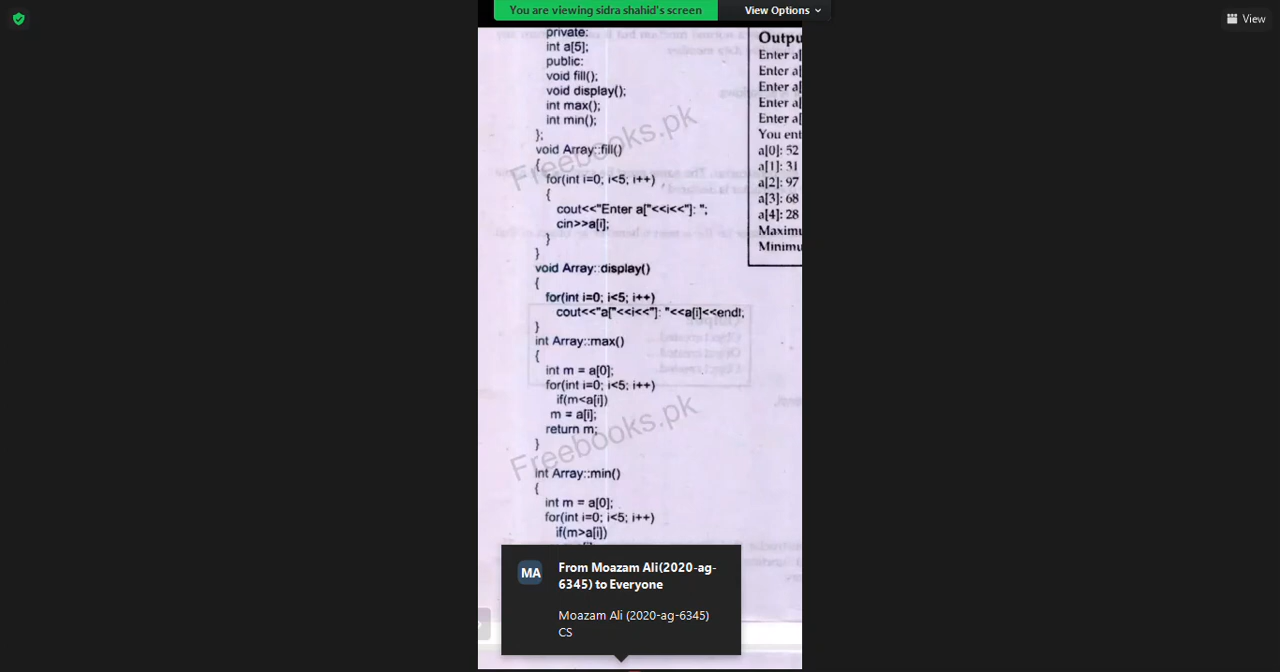 You are viewing sidra shahid's screen
View Options
View
private:
int a[5];
public:
void fill();
void display();
int max();
int min();
};
void Array::fill()
{
for(int i=0; i<5; i++)
{
cout<<"Enter a["<<i<<"]: ";
cin>>a[i];
}
}
void Array::display()
{
for(int i=0; i<5; i++)
cout<<"a["<<i<<"]: "<<a[i]<<endl;
}
int Array::max()
{
int m = a[0];
for(int i=0; i<5; i++)
if(m<a[i])
m = a[i];
return m;
}
int Array::min()
{
int m = a[0];
for(int i=0; i<5; i++)
if(m>a[i])
Outpu
Enter a[
Enter a[
Enter a[
Enter a[
Enter a[
You ent
a[0]: 52
a[1]: 31
a[2]: 97
a[3]: 68
a[4]: 28
Maximu
Minimu
Freebooks.pk
Freebooks.pk
MA
From Moazam Ali(2020-ag-
6345) to Everyone
Moazam Ali (2020-ag-6345)
CS